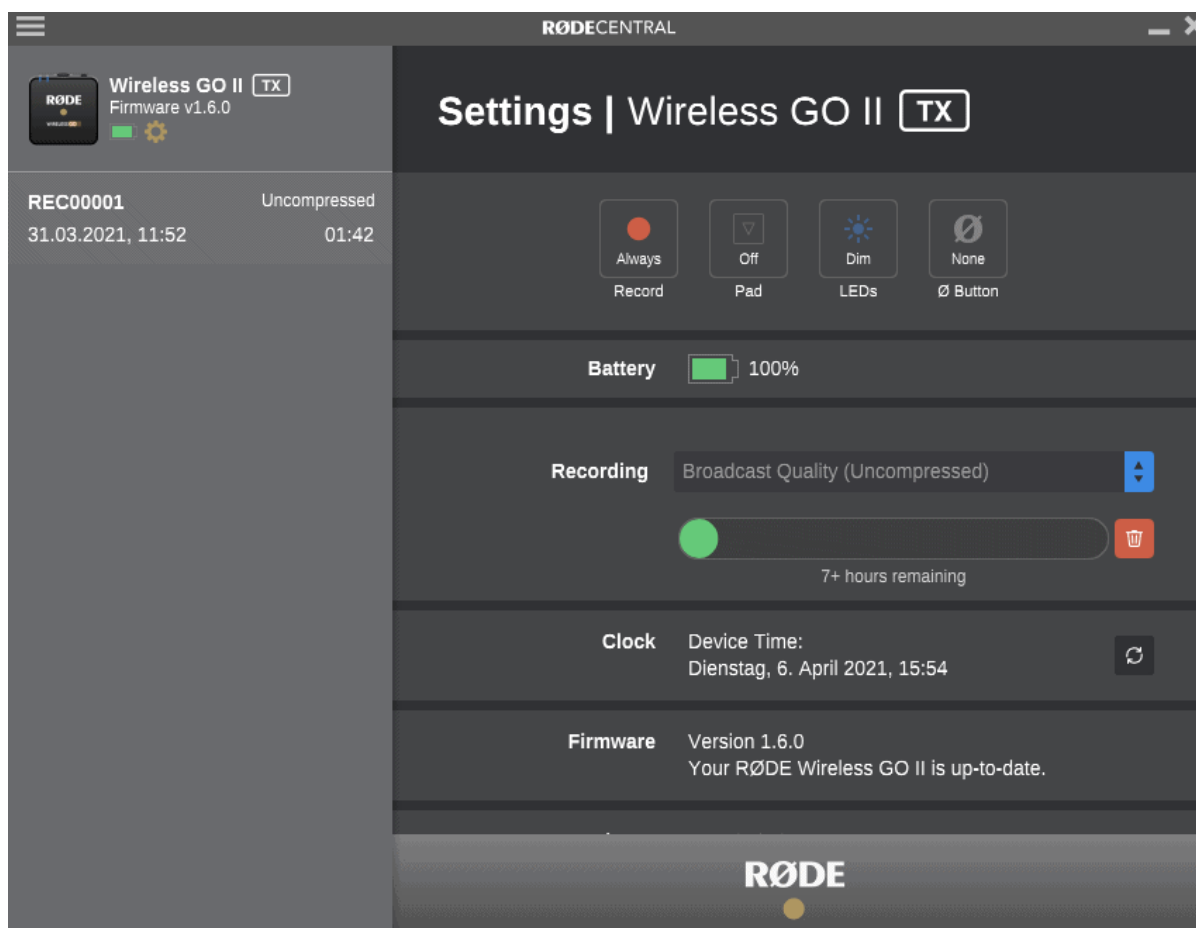 RØDECENTRAL
Wireless GO II TX
Firmware v1.6.0
RØDE
REC00001 Uncompressed
31.03.2021, 11:52 01:42
Settings | Wireless GO II TX
Always Off Dim None
Record Pad LEDs Ø Button
Battery 100%
Recording Broadcast Quality (Uncompressed)
7+ hours remaining
Clock Device Time:
Dienstag, 6. April 2021, 15:54
Firmware Version 1.6.0
Your RØDE Wireless GO II is up-to-date.
RØDE